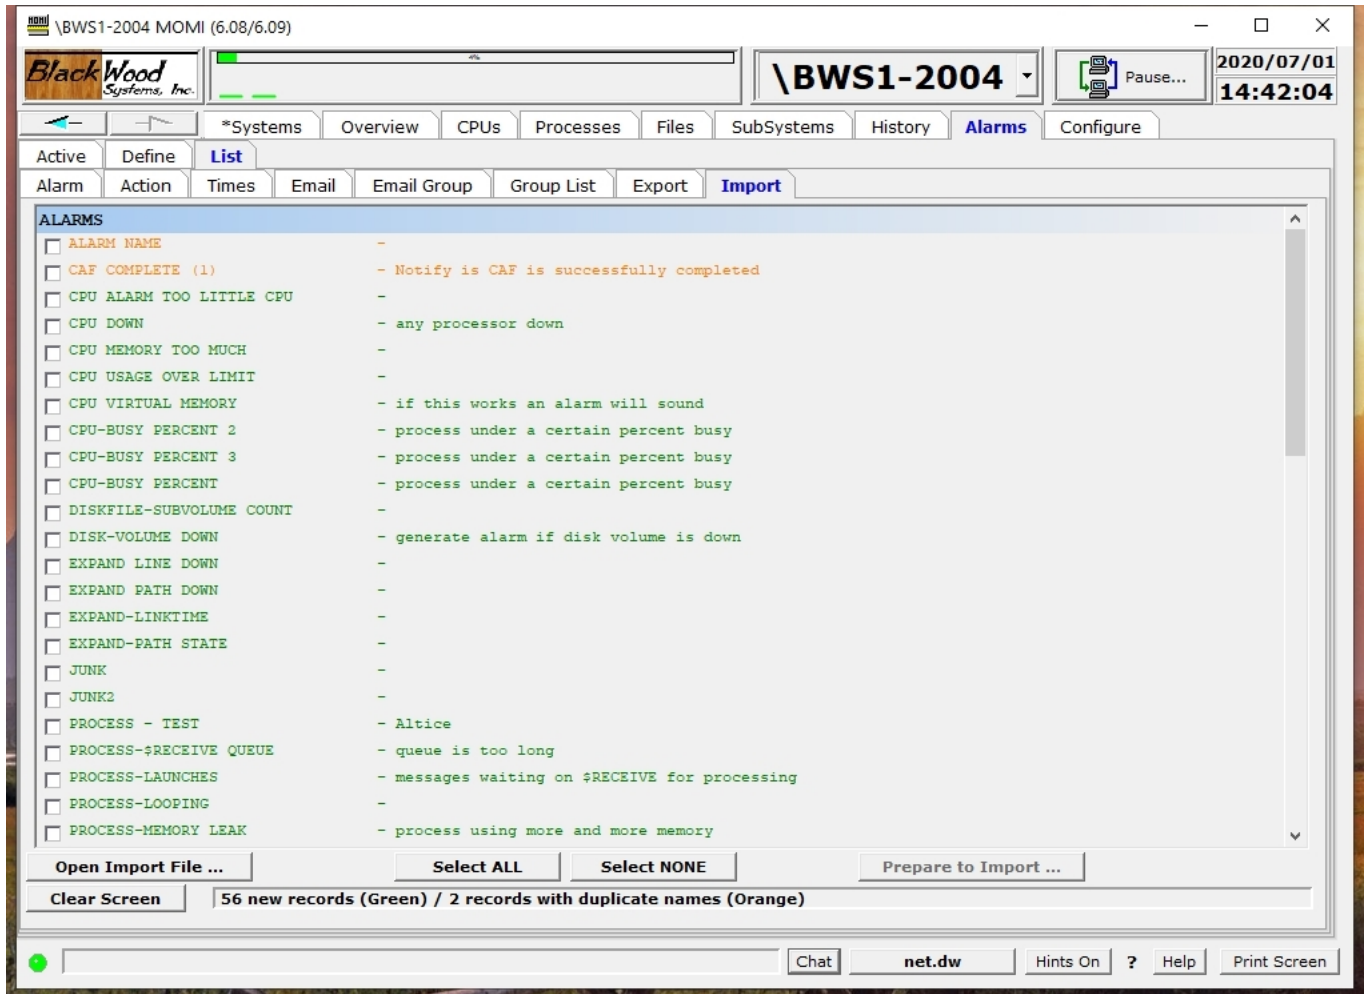 \BWS1-2004 MOMI (6.08/6.09)
BlackWood Systems, Inc.
4%
\BWS1-2004
Pause...
2020/07/01
14:42:04
*Systems Overview CPUs Processes Files SubSystems History Alarms Configure
Active Define List
Alarm Action Times Email Email Group Group List Export Import
ALARMS
ALARM NAME -
CAF COMPLETE (1) - Notify is CAF is successfully completed
CPU ALARM TOO LITTLE CPU -
CPU DOWN - any processor down
CPU MEMORY TOO MUCH -
CPU USAGE OVER LIMIT -
CPU VIRTUAL MEMORY - if this works an alarm will sound
CPU-BUSY PERCENT 2 - process under a certain percent busy
CPU-BUSY PERCENT 3 - process under a certain percent busy
CPU-BUSY PERCENT - process under a certain percent busy
DISKFILE-SUBVOLUME COUNT -
DISK-VOLUME DOWN - generate alarm if disk volume is down
EXPAND LINE DOWN -
EXPAND PATH DOWN -
EXPAND-LINKTIME -
EXPAND-PATH STATE -
JUNK -
JUNK2 -
PROCESS - TEST - Altice
PROCESS-$RECEIVE QUEUE - queue is too long
PROCESS-LAUNCHES - messages waiting on $RECEIVE for processing
PROCESS-LOOPING -
PROCESS-MEMORY LEAK - process using more and more memory
Open Import File ... Select ALL Select NONE Prepare to Import ...
Clear Screen 56 new records (Green) / 2 records with duplicate names (Orange)
Chat net.dw Hints On ? Help Print Screen